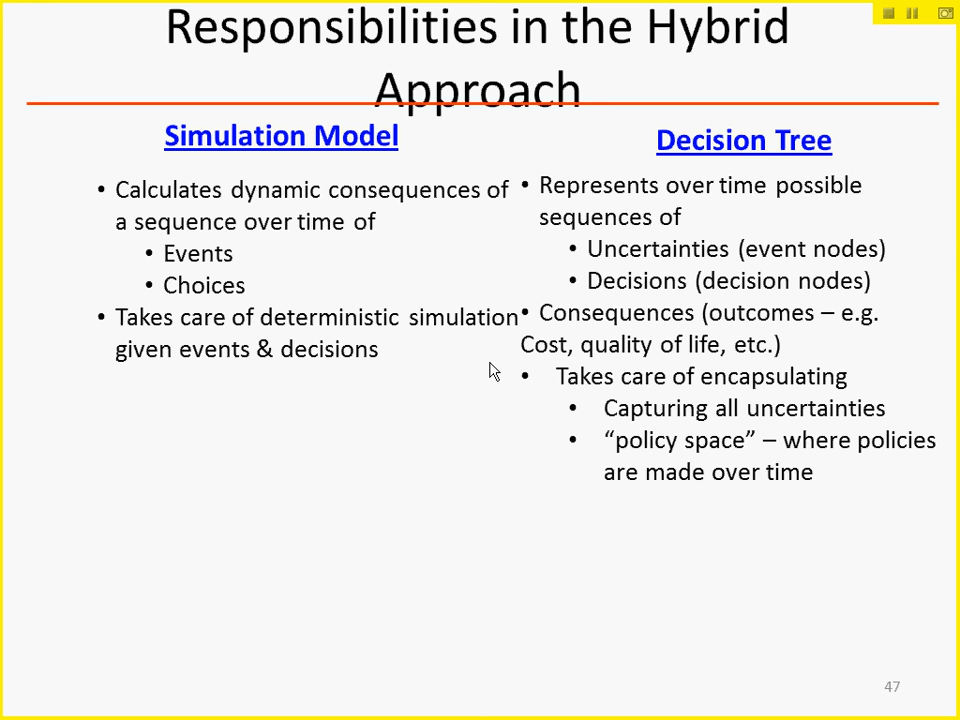 Responsibilities in the Hybrid
Approach
Simulation Model
• Calculates dynamic consequences of
a sequence over time of
• Events
• Choices
• Takes care of deterministic simulation
given events & decisions
Decision Tree
• Represents over time possible
sequences of
• Uncertainties (event nodes)
• Decisions (decision nodes)
• Consequences (outcomes – e.g.
Cost, quality of life, etc.)
• Takes care of encapsulating
• Capturing all uncertainties
• “policy space” – where policies
are made over time
47